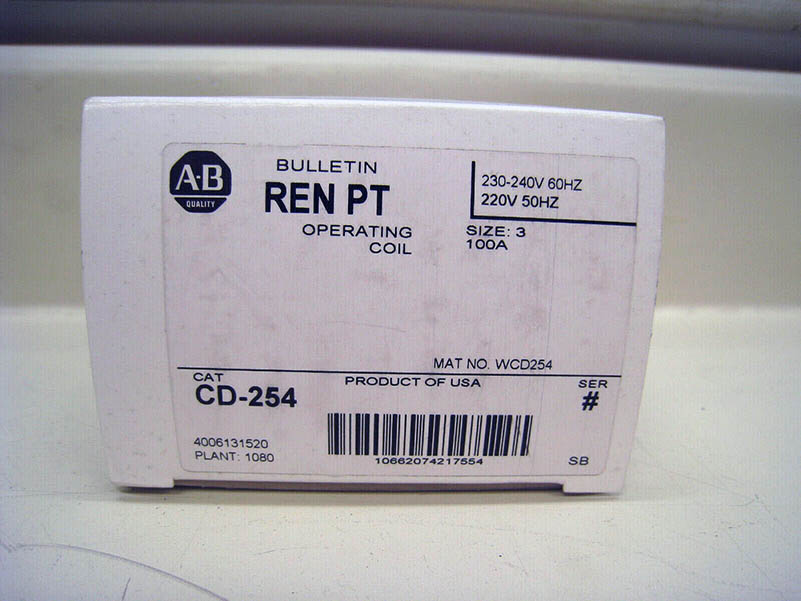 A·B
QUALITY
BULLETIN
REN PT
OPERATING
COIL
230-240V 60HZ
220V 50HZ
SIZE: 3
100A
MAT NO. WCD254
CAT
CD-254
PRODUCT OF USA
SER
#
4006131520
PLANT: 1080
10662074217554
SB